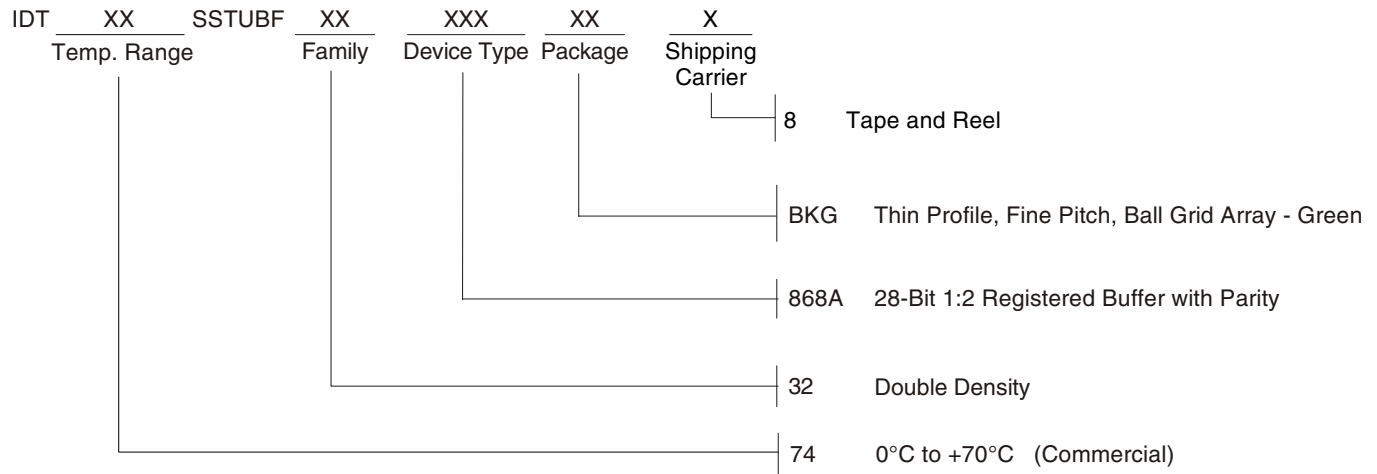 IDT XX SSTUBF XX XXX XX X
Temp. Range Family Device Type Package Shipping
Carrier
8 Tape and Reel
BKG Thin Profile, Fine Pitch, Ball Grid Array - Green
868A 28-Bit 1:2 Registered Buffer with Parity
32 Double Density
74 0°C to +70°C (Commercial)